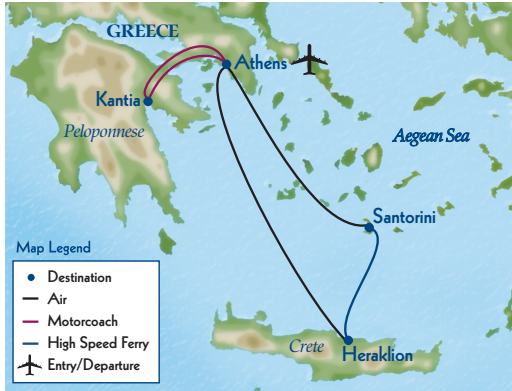 GREECE
Athens
Kantia
Peloponnese
Aegean Sea
Santorini
Map Legend
Destination
Air
Motorcoach
High Speed Ferry
Entry/Departure
Crete
Heraklion